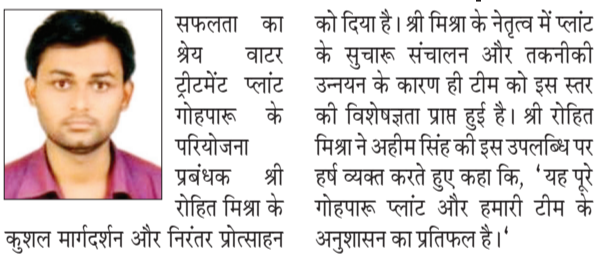 सफलता का
श्रेय वाटर
ट्रीटमेंट प्लांट
गोहपारू के
परियोजना
प्रबंधक श्री
रोहित मिश्रा के
कुशल मार्गदर्शन और निरंतर प्रोत्साहन
को दिया है। श्री मिश्रा के नेतृत्व में प्लांट
के सुचारू संचालन और तकनीकी
उन्नयन के कारण ही टीम को इस स्तर
की विशेषज्ञता प्राप्त हुई है। श्री रोहित
मिश्रा ने अहीम सिंह की इस उपलब्धि पर
हर्ष व्यक्त करते हुए कहा कि, ‘यह पूरे
गोहपारू प्लांट और हमारी टीम के
अनुशासन का प्रतिफल है।‘